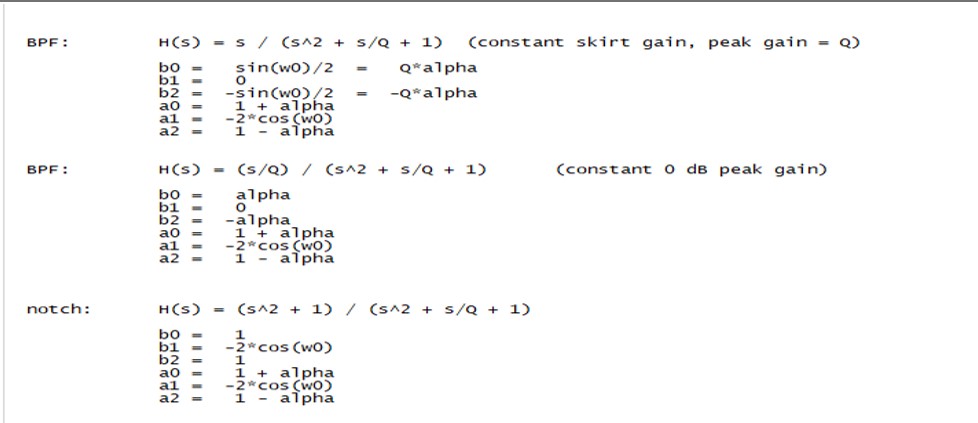 BPF: H(s) = s / (s^2 + s/Q + 1) (constant skirt gain, peak gain = Q)
b0 = sin(w0)/2 = Q*alpha
b1 = 0
b2 = -sin(w0)/2 = -Q*alpha
a0 = 1 + alpha
a1 = -2*cos(w0)
a2 = 1 - alpha
BPF: H(s) = (s/Q) / (s^2 + s/Q + 1) (constant 0 dB peak gain)
b0 = alpha
b1 = 0
b2 = -alpha
a0 = 1 + alpha
a1 = -2*cos(w0)
a2 = 1 - alpha
notch: H(s) = (s^2 + 1) / (s^2 + s/Q + 1)
b0 = 1
b1 = -2*cos(w0)
b2 = 1
a0 = 1 + alpha
a1 = -2*cos(w0)
a2 = 1 - alpha